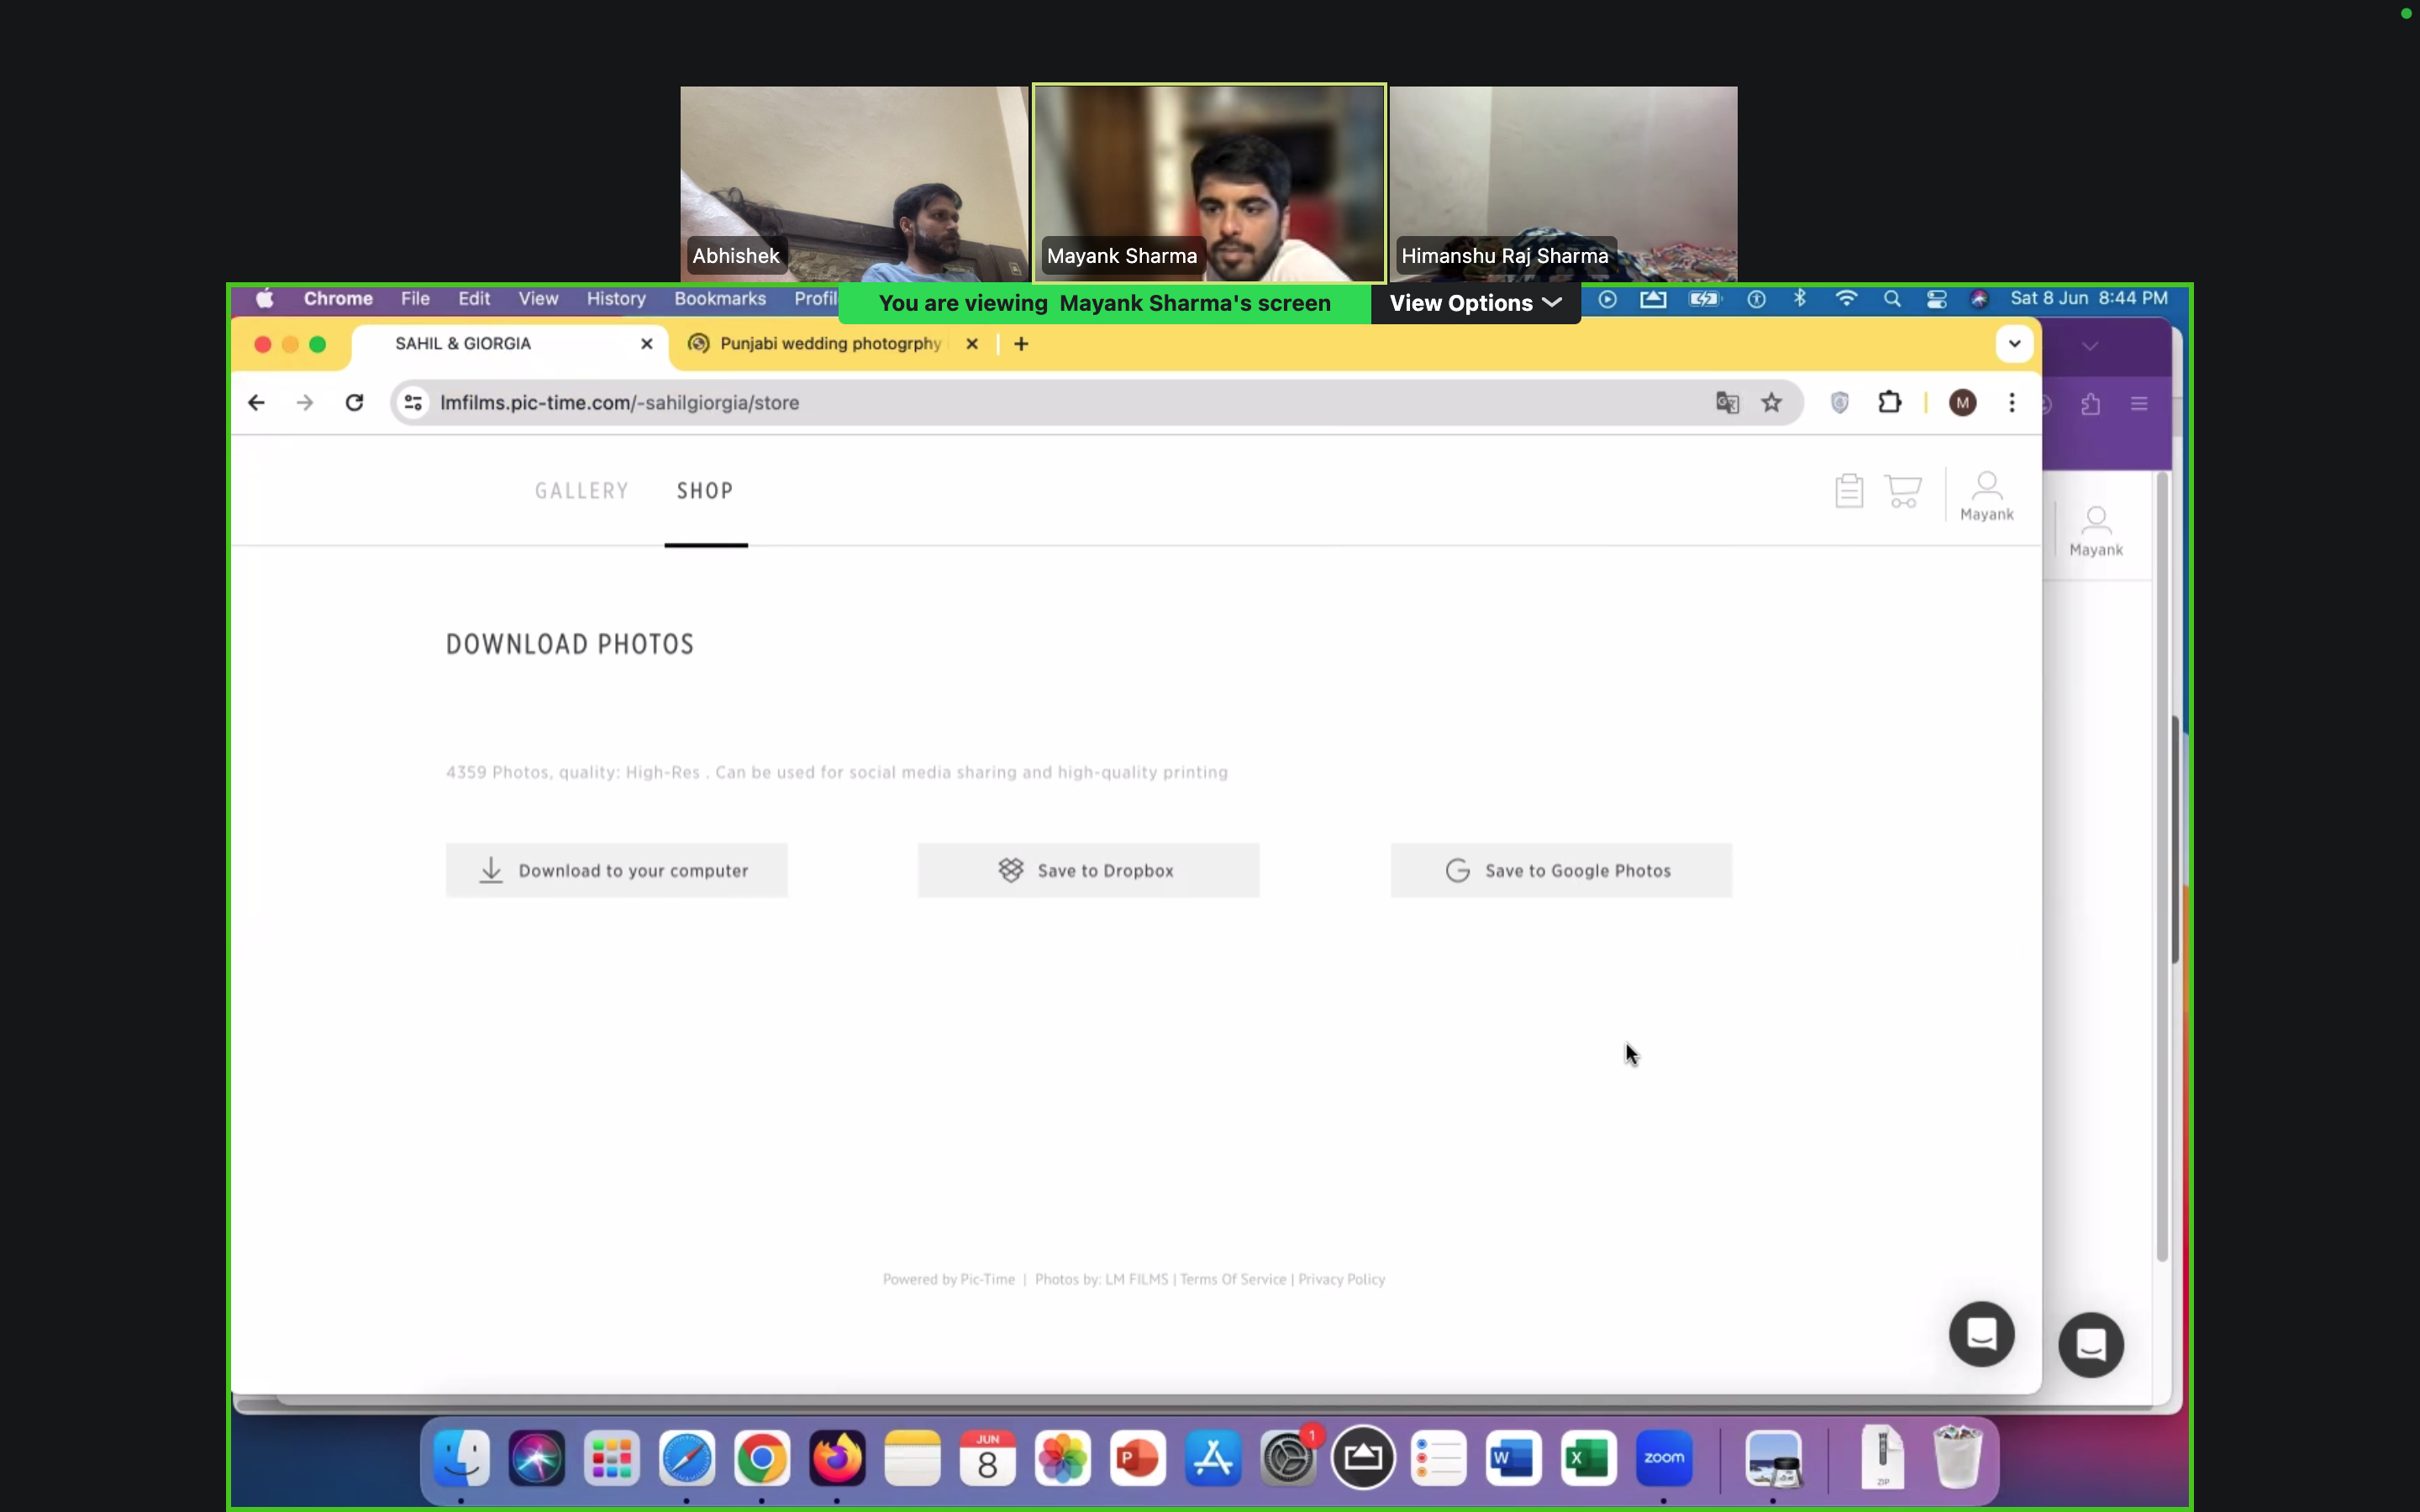 Abhishek
Mayank Sharma
Himanshu Raj Sharma
Chrome File Edit View History Bookmarks Profil
You are viewing Mayank Sharma's screen
View Options
Sat 8 Jun 8:44 PM
SAHIL & GIORGIA
Punjabi wedding photogrphy
lmfilms.pic-time.com/-sahilgiorgia/store
M
GALLERY SHOP
Mayank
Mayank
DOWNLOAD PHOTOS
4359 Photos, quality: High-Res . Can be used for social media sharing and high-quality printing
Download to your computer
Save to Dropbox
Save to Google Photos
Powered by Pic-Time | Photos by: LM FILMS | Terms Of Service | Privacy Policy
JUN
8
P
1
W
X
zoom
ZIP